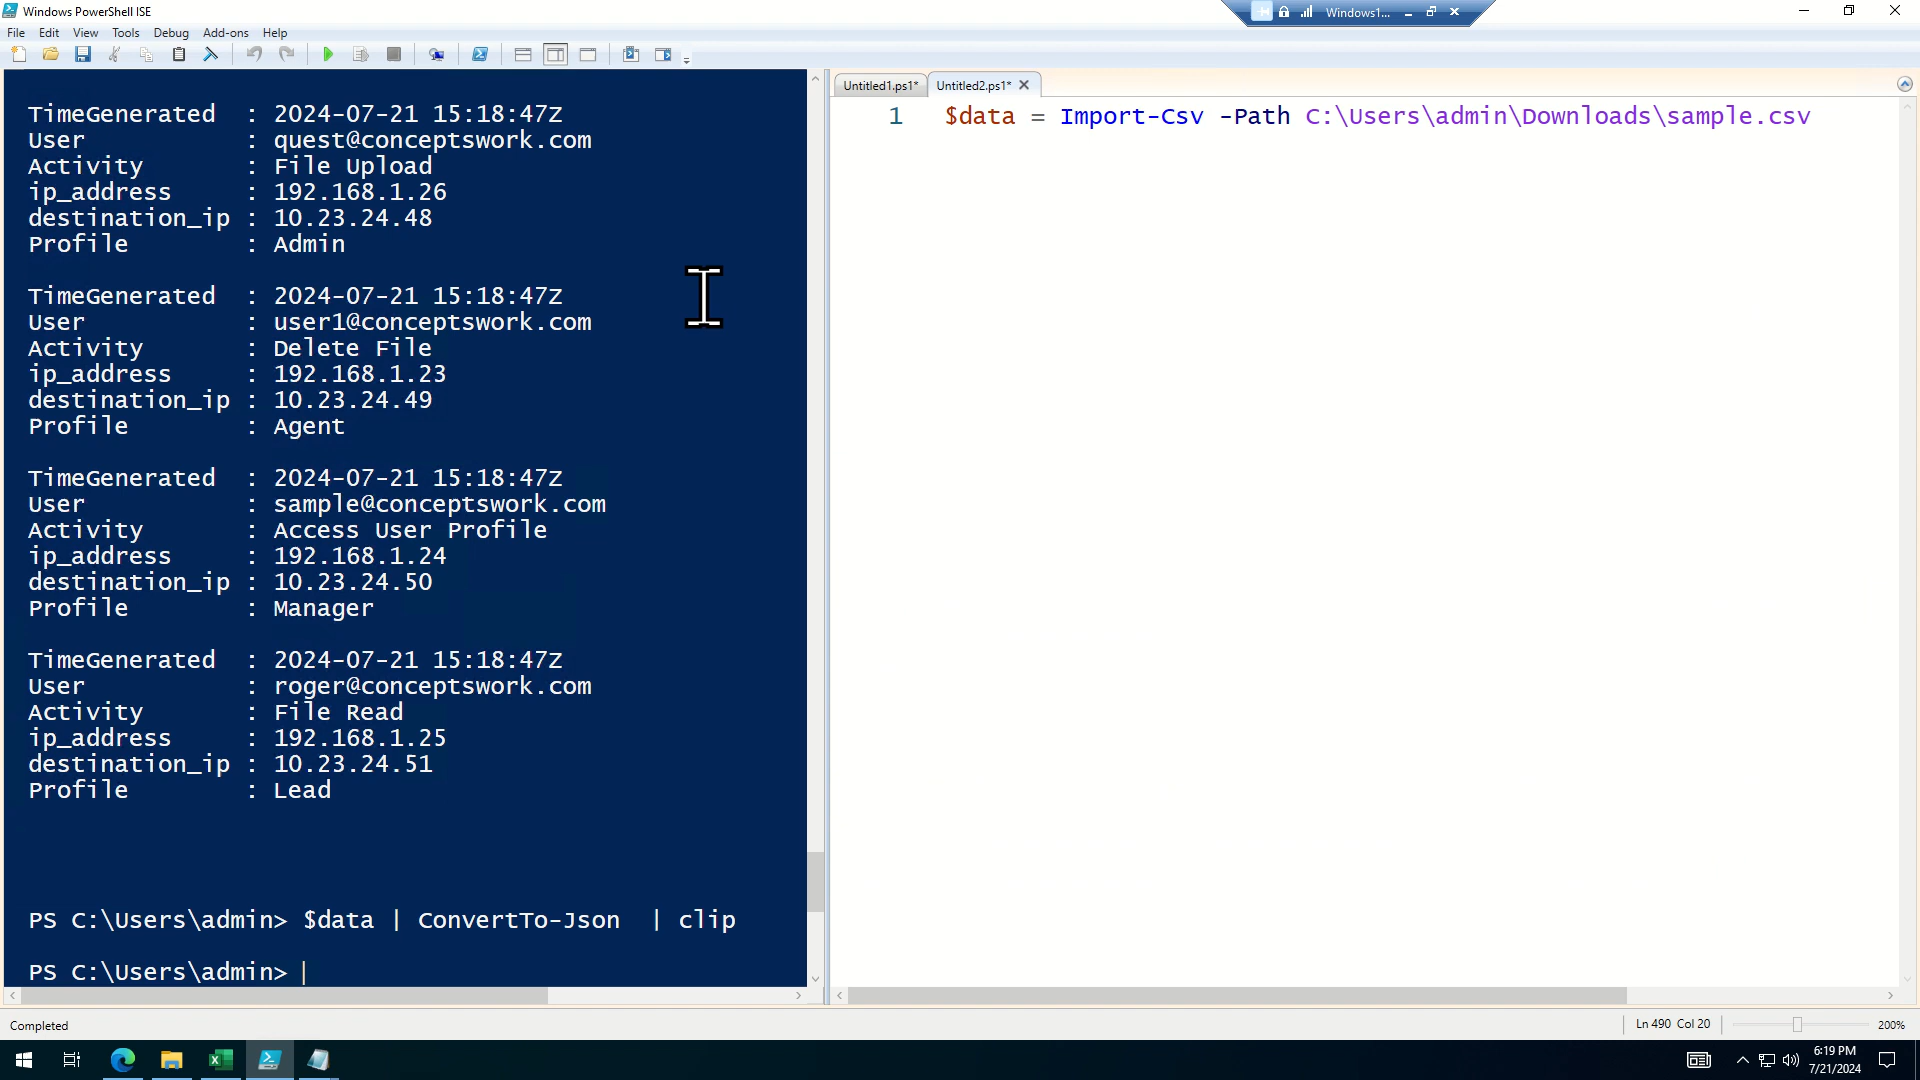 Windows PowerShell ISE
Windows1...
File Edit View Tools Debug Add-ons Help
TimeGenerated : 2024-07-21 15:18:47Z
User : quest@conceptswork.com
Activity : File Upload
ip_address : 192.168.1.26
destination_ip : 10.23.24.48
Profile : Admin
TimeGenerated : 2024-07-21 15:18:47Z
User : user1@conceptswork.com
Activity : Delete File
ip_address : 192.168.1.23
destination_ip : 10.23.24.49
Profile : Agent
TimeGenerated : 2024-07-21 15:18:47Z
User : sample@conceptswork.com
Activity : Access User Profile
ip_address : 192.168.1.24
destination_ip : 10.23.24.50
Profile : Manager
TimeGenerated : 2024-07-21 15:18:47Z
User : roger@conceptswork.com
Activity : File Read
ip_address : 192.168.1.25
destination_ip : 10.23.24.51
Profile : Lead
PS C:\Users\admin> $data | ConvertTo-Json | clip
PS C:\Users\admin>
Untitled1.ps1* Untitled2.ps1*
1 $data = Import-Csv -Path C:\Users\admin\Downloads\sample.csv
Completed
Ln 490 Col 20
200%
6:19 PM
7/21/2024